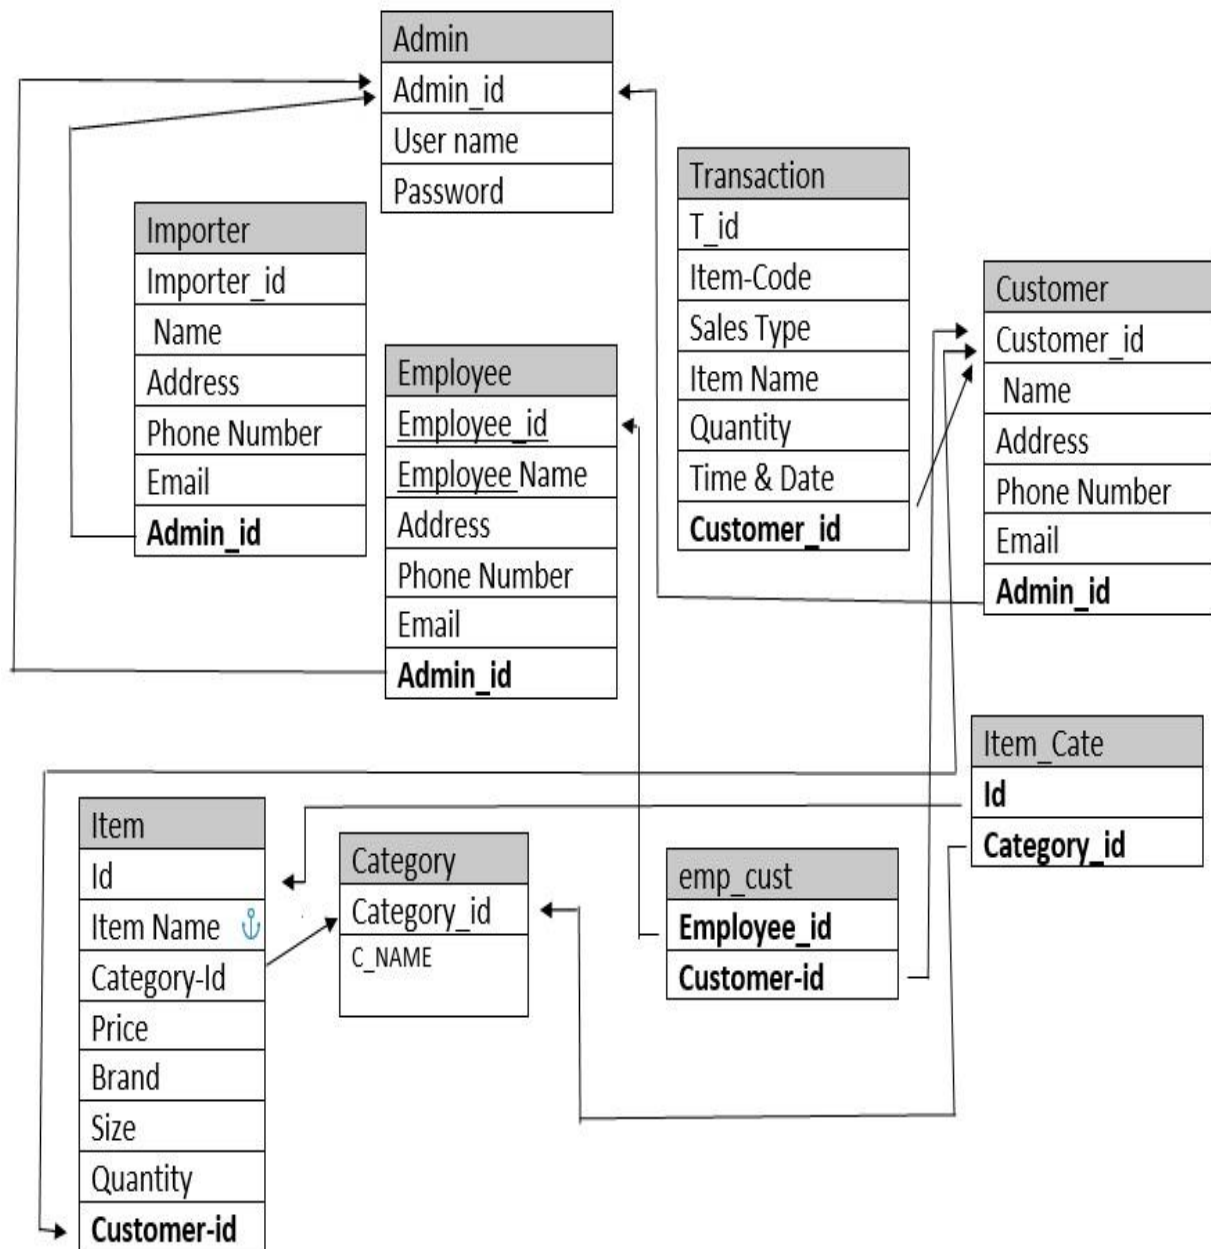 Admin
Admin_id
User name
Password
Transaction
T_id
Item-Code
Sales Type
Item Name
Quantity
Time & Date
Customer_id
Importer
Importer_id
Name
Address
Phone Number
Email
Admin_id
Customer
Customer_id
Name
Address
Phone Number
Email
Admin_id
Employee
Employee_id
Employee Name
Address
Phone Number
Email
Admin_id
Item_Cate
Id
Category_id
Item
Id
Item Name
Category-Id
Price
Brand
Size
Quantity
Customer-id
Category
Category_id
C_NAME
emp_cust
Employee_id
Customer-id